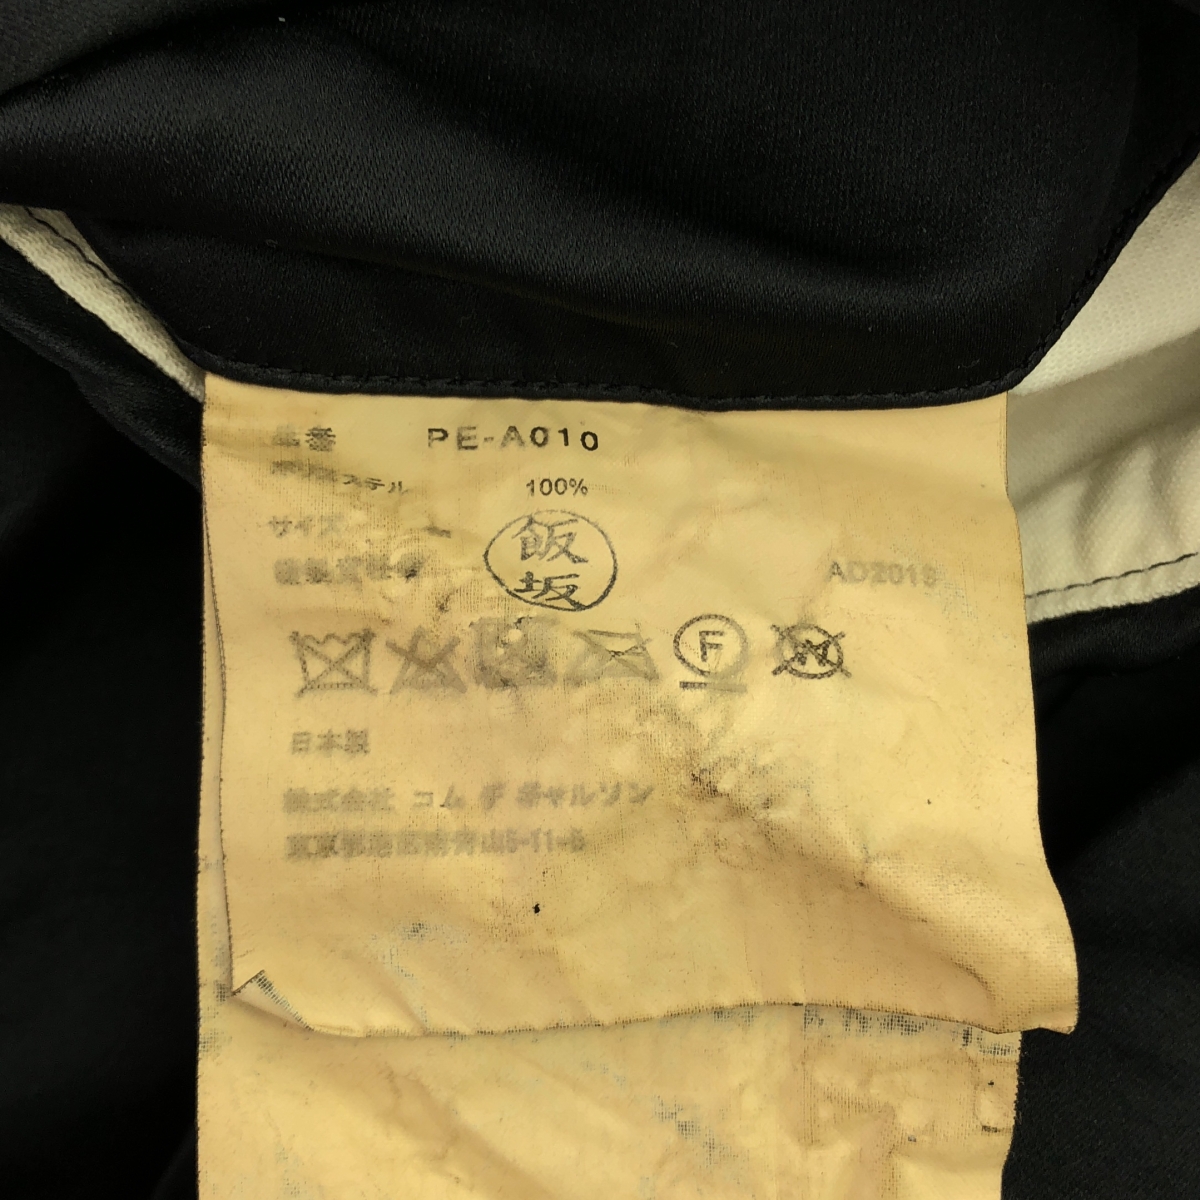 品番 PE-A010
ポリエステル 100%
サイズ
飯坂
AD2018
F
W
日本製
株式会社 コム デ ギャルソン
東京都港区南青山5-11-5